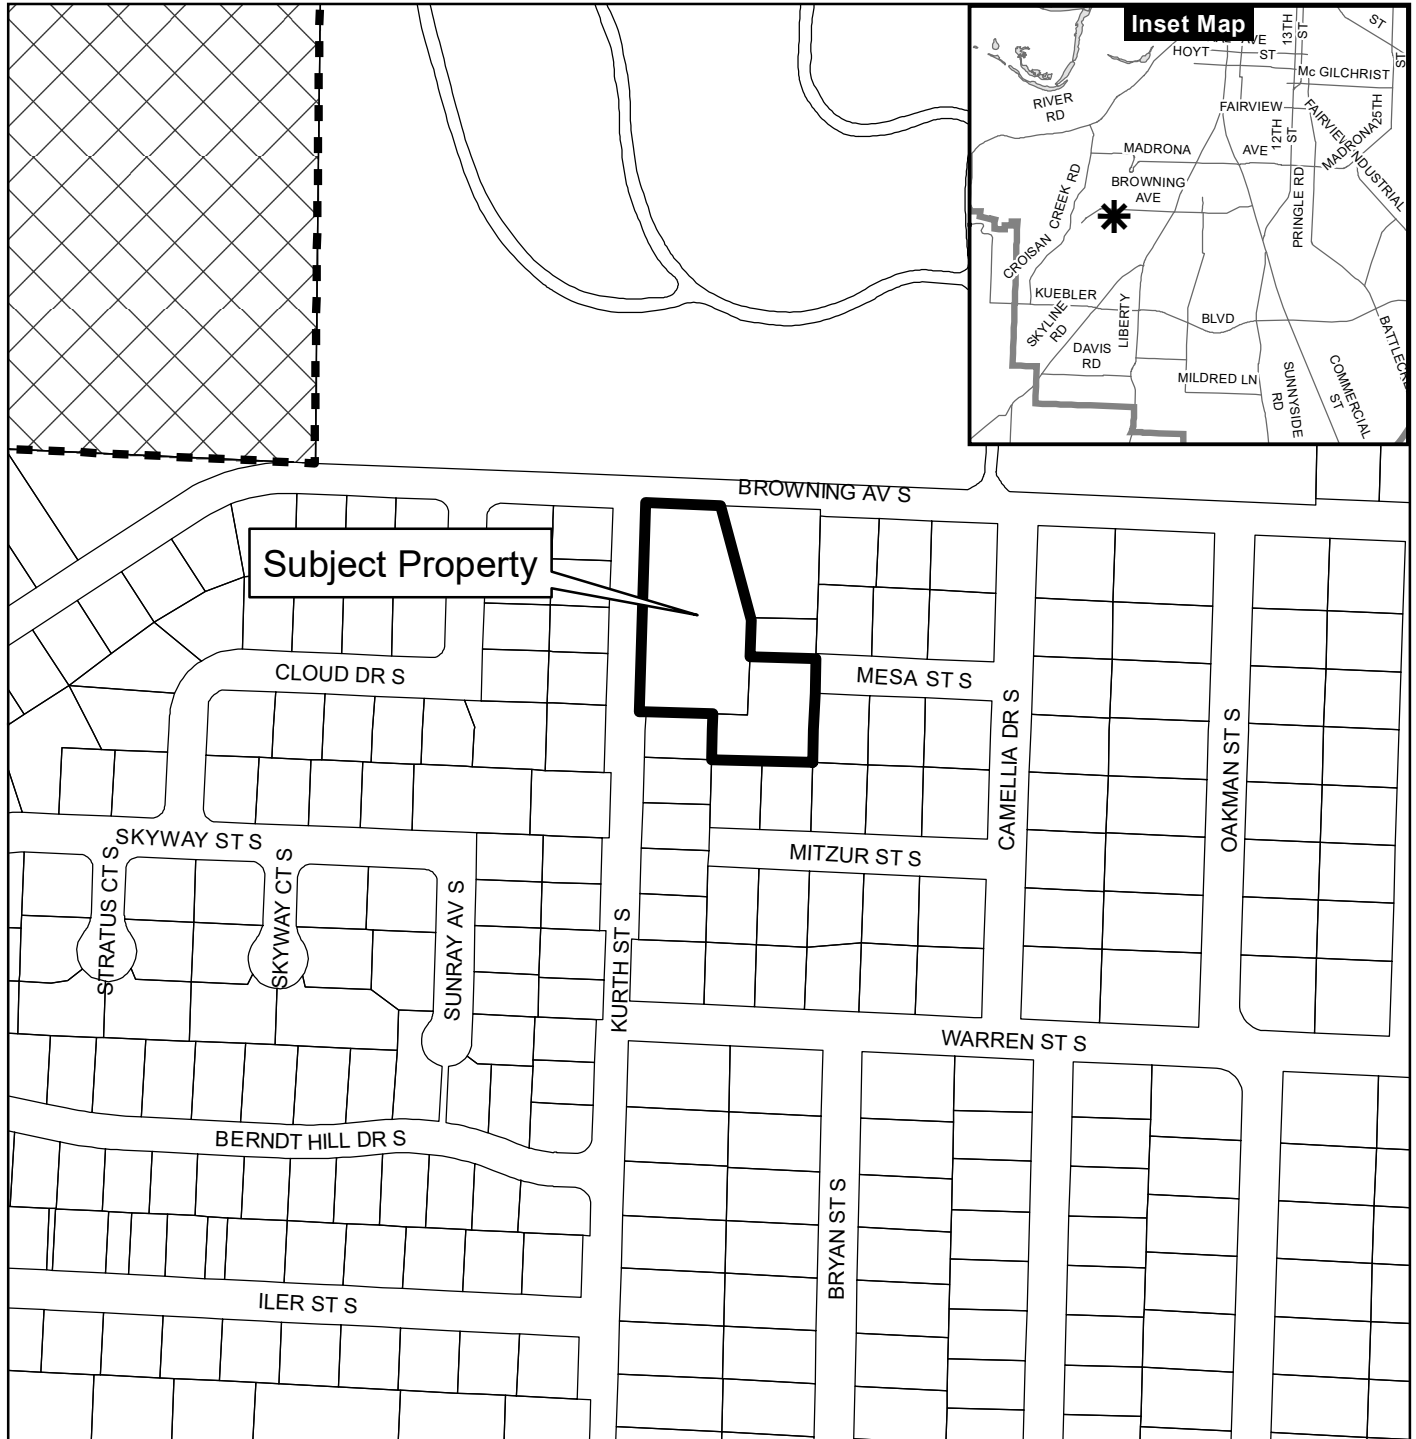 Inset Map
13TH
ST
ST
ST
AVE
HOYT
ST
Mc GILCHRIST
RIVER
RD
FAIRVIEW
FAIRVIEW INDUSTRIAL
25TH
12TH
ST
MADRONA
MADRONA
AVE
BROWNING
AVE
CROISAN CREEK RD
PRINGLE RD
KUEBLER
BLVD
SKYLINE
RD
LIBERTY
DAVIS
RD
MILDRED LN
SUNNYSIDE
RD
COMMERCIAL
ST
BROWNING AV S
Subject Property
CLOUD DR S
MESA ST S
CAMELLIA DR S
OAKMAN ST S
SKYWAY ST S
MITZUR ST S
STRATUS CT S
SKYWAY CT S
SUNRAY AV S
KURTH ST S
WARREN ST S
BERNDT HILL DR S
BRYAN ST S
ILER ST S